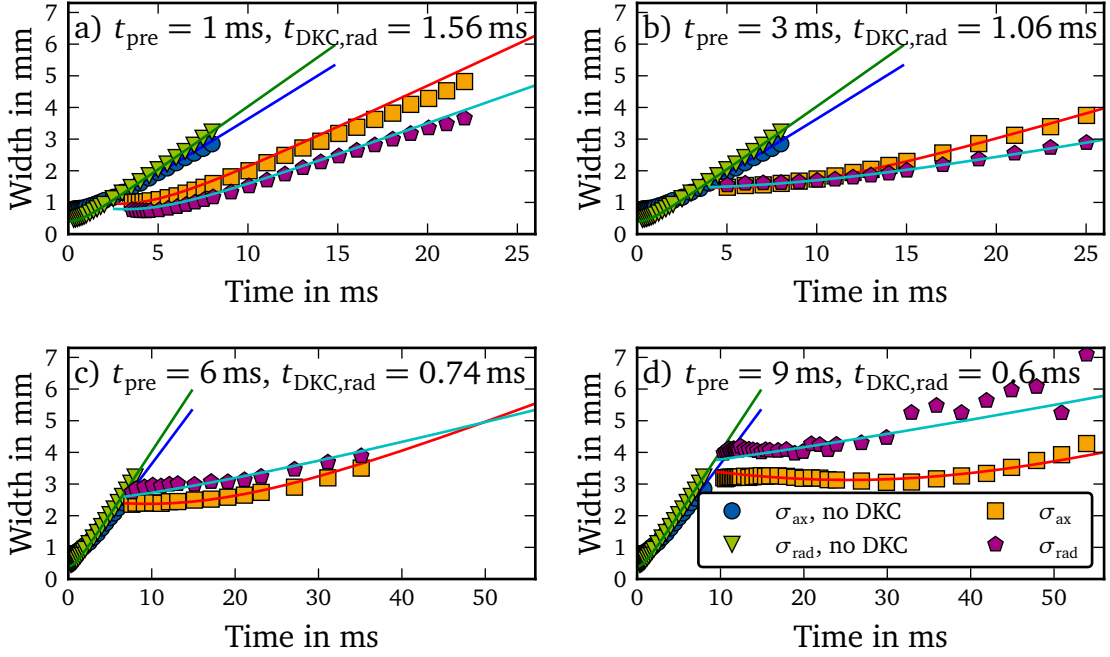 a) t_pre = 1 ms, t_DKC,rad = 1.56 ms
7
6
5
4
3
2
1
0
Width in mm
0 5 10 15 20 25
Time in ms
b) t_pre = 3 ms, t_DKC,rad = 1.06 ms
7
6
5
4
3
2
1
0
Width in mm
0 5 10 15 20 25
Time in ms
c) t_pre = 6 ms, t_DKC,rad = 0.74 ms
7
6
5
4
3
2
1
0
Width in mm
0 10 20 30 40 50
Time in ms
d) t_pre = 9 ms, t_DKC,rad = 0.6 ms
7
6
5
4
3
2
1
0
Width in mm
σ_ax, no DKC σ_ax
σ_rad, no DKC σ_rad
0 10 20 30 40 50
Time in ms